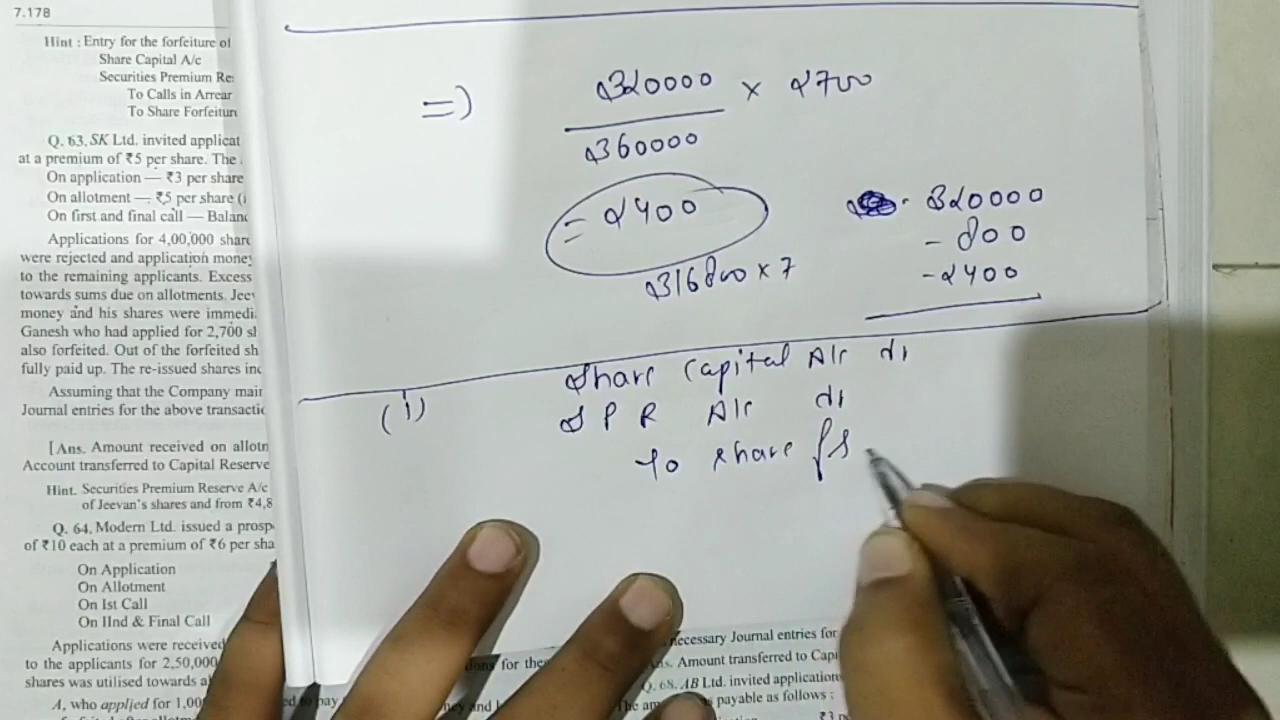 7.178
Hint : Entry for the forfeiture of
Share Capital A/c
Securities Premium Re
To Calls in Arrear
To Share Forfeitur
Q. 63. SK Ltd. invited applicat
at a premium of ₹5 per share. The
On application — ₹3 per share
On allotment — ₹5 per share (i
On first and final call — Balanc
Applications for 4,00,000 share
were rejected and application money
to the remaining applicants. Excess
towards sums due on allotments. Jeev
money and his shares were immedi
Ganesh who had applied for 2,700 sl
also forfeited. Out of the forfeited sh
fully paid up. The re-issued shares inc
Assuming that the Company main
Journal entries for the above transactio
[Ans. Amount received on allotn
Account transferred to Capital Reserve
Hint. Securities Premium Reserve A/c
of Jeevan's shares and from ₹4,8
Q. 64. Modern Ltd. issued a prosp
of ₹10 each at a premium of ₹6 per sha
On Application
On Allotment
On Ist Call
On IInd & Final Call
Applications were received
to the applicants for 2,50,000
shares was utilised towards a
A, who applied for 1,00
=) 320000 × 2700
360000
= 2400
316800 × 7
320000
- 800
- 2400
(1) Share Capital A/c dr
S P R A/c dr
To share fs
necessary Journal entries for
Amount transferred to Capi
Q. 68. AB Ltd. invited application
payable as follows :